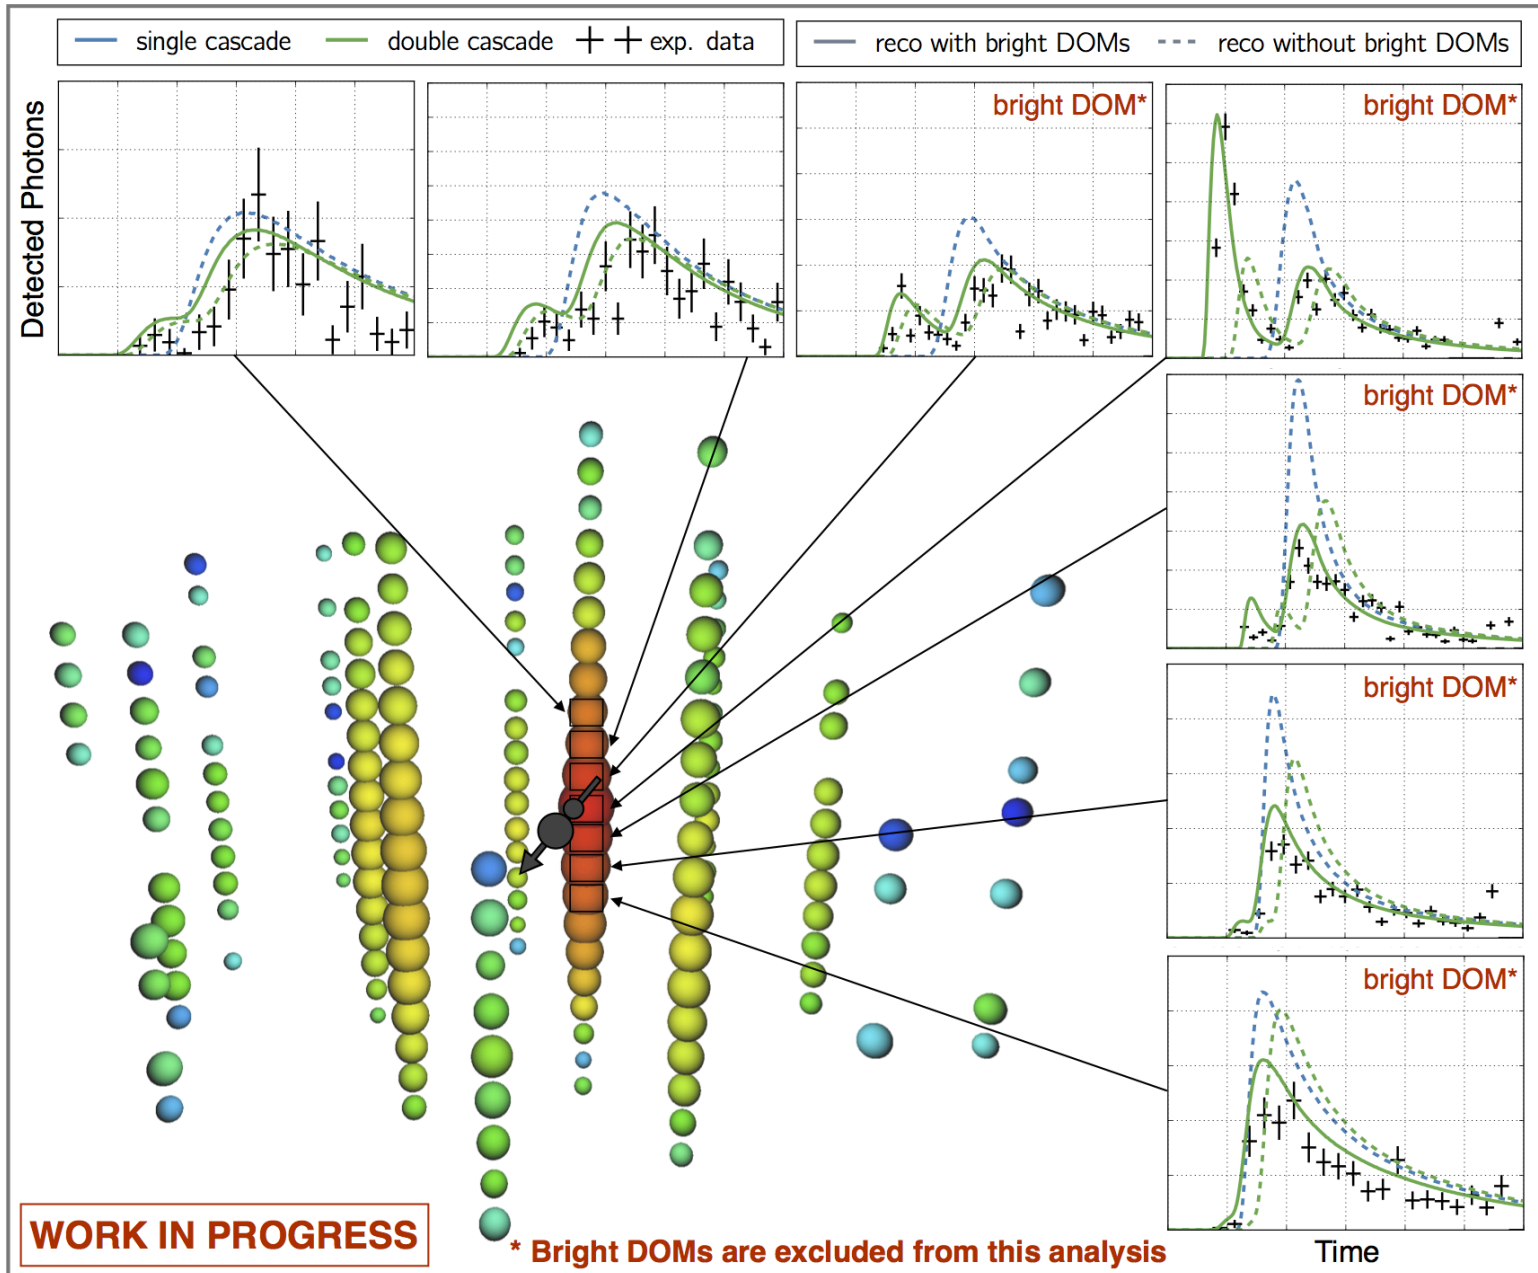 single cascade double cascade exp. data
reco with bright DOMs reco without bright DOMs
Detected Photons
bright DOM*
bright DOM*
bright DOM*
bright DOM*
bright DOM*
WORK IN PROGRESS
* Bright DOMs are excluded from this analysis
Time